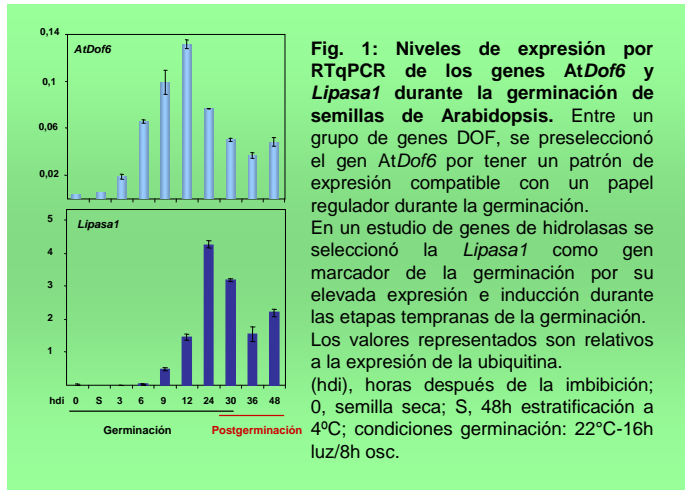 0,14
AtDof6
0,1
0,06
0,02
5
Lipasa1
4
3
2
1
hdi 0 S 3 6 9 12 24 30 36 48
Germinación
Postgerminación
Fig. 1: Niveles de expresión por
RTqPCR de los genes AtDof6 y
Lipasa1 durante la germinación de
semillas de Arabidopsis. Entre un
grupo de genes DOF, se preseleccionó
el gen AtDof6 por tener un patrón de
expresión compatible con un papel
regulador durante la germinación.
En un estudio de genes de hidrolasas se
seleccionó la Lipasa1 como gen
marcador de la germinación por su
elevada expresión e inducción durante
las etapas tempranas de la germinación.
Los valores representados son relativos
a la expresión de la ubiquitina.
(hdi), horas después de la imbibición;
0, semilla seca; S, 48h estratificación a
4ºC; condiciones germinación: 22°C-16h
luz/8h osc.